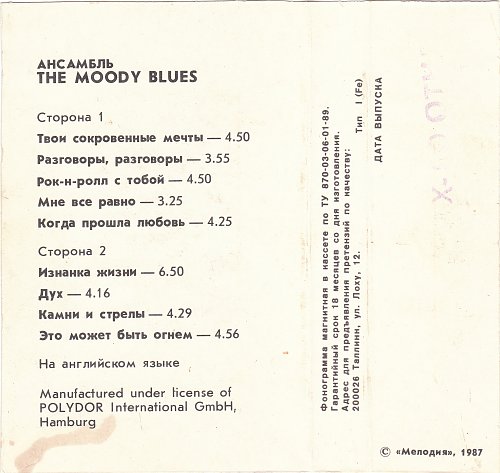 АНСАМБЛЬ
THE MOODY BLUES
Сторона 1
Твои сокровенные мечты — 4.50
Разговоры, разговоры — 3.55
Рок-н-ролл с тобой — 4.50
Мне все равно — 3.25
Когда прошла любовь — 4.25
Сторона 2
Изнанка жизни — 6.50
Дух — 4.16
Камни и стрелы — 4.29
Это может быть огнем — 4.56
На английском языке
Manufactured under license of
POLYDOR International GmbH,
Hamburg
Фонограмма магнитная в кассете по ТУ 870-03-06-01-89.
Гарантийный срок 18 месяцев со дня изготовления.
Адрес для предъявления претензий по качеству:
200026 Таллинн, ул. Лоху, 12.
Тип I (Fe)
ДАТА ВЫПУСКА
© «Мелодия», 1987